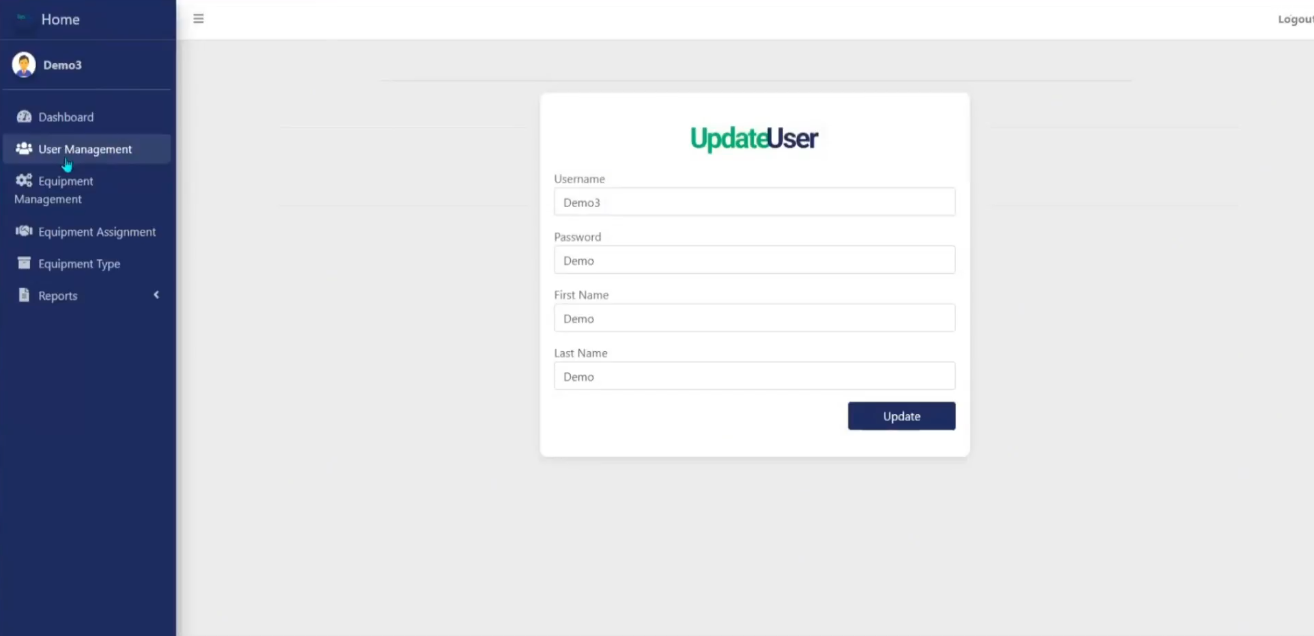 Home
Logout
Demo3
Dashboard
User Management
Equipment
Management
Equipment Assignment
Equipment Type
Reports
UpdateUser
Username
Demo3
Password
Demo
First Name
Demo
Last Name
Demo
Update